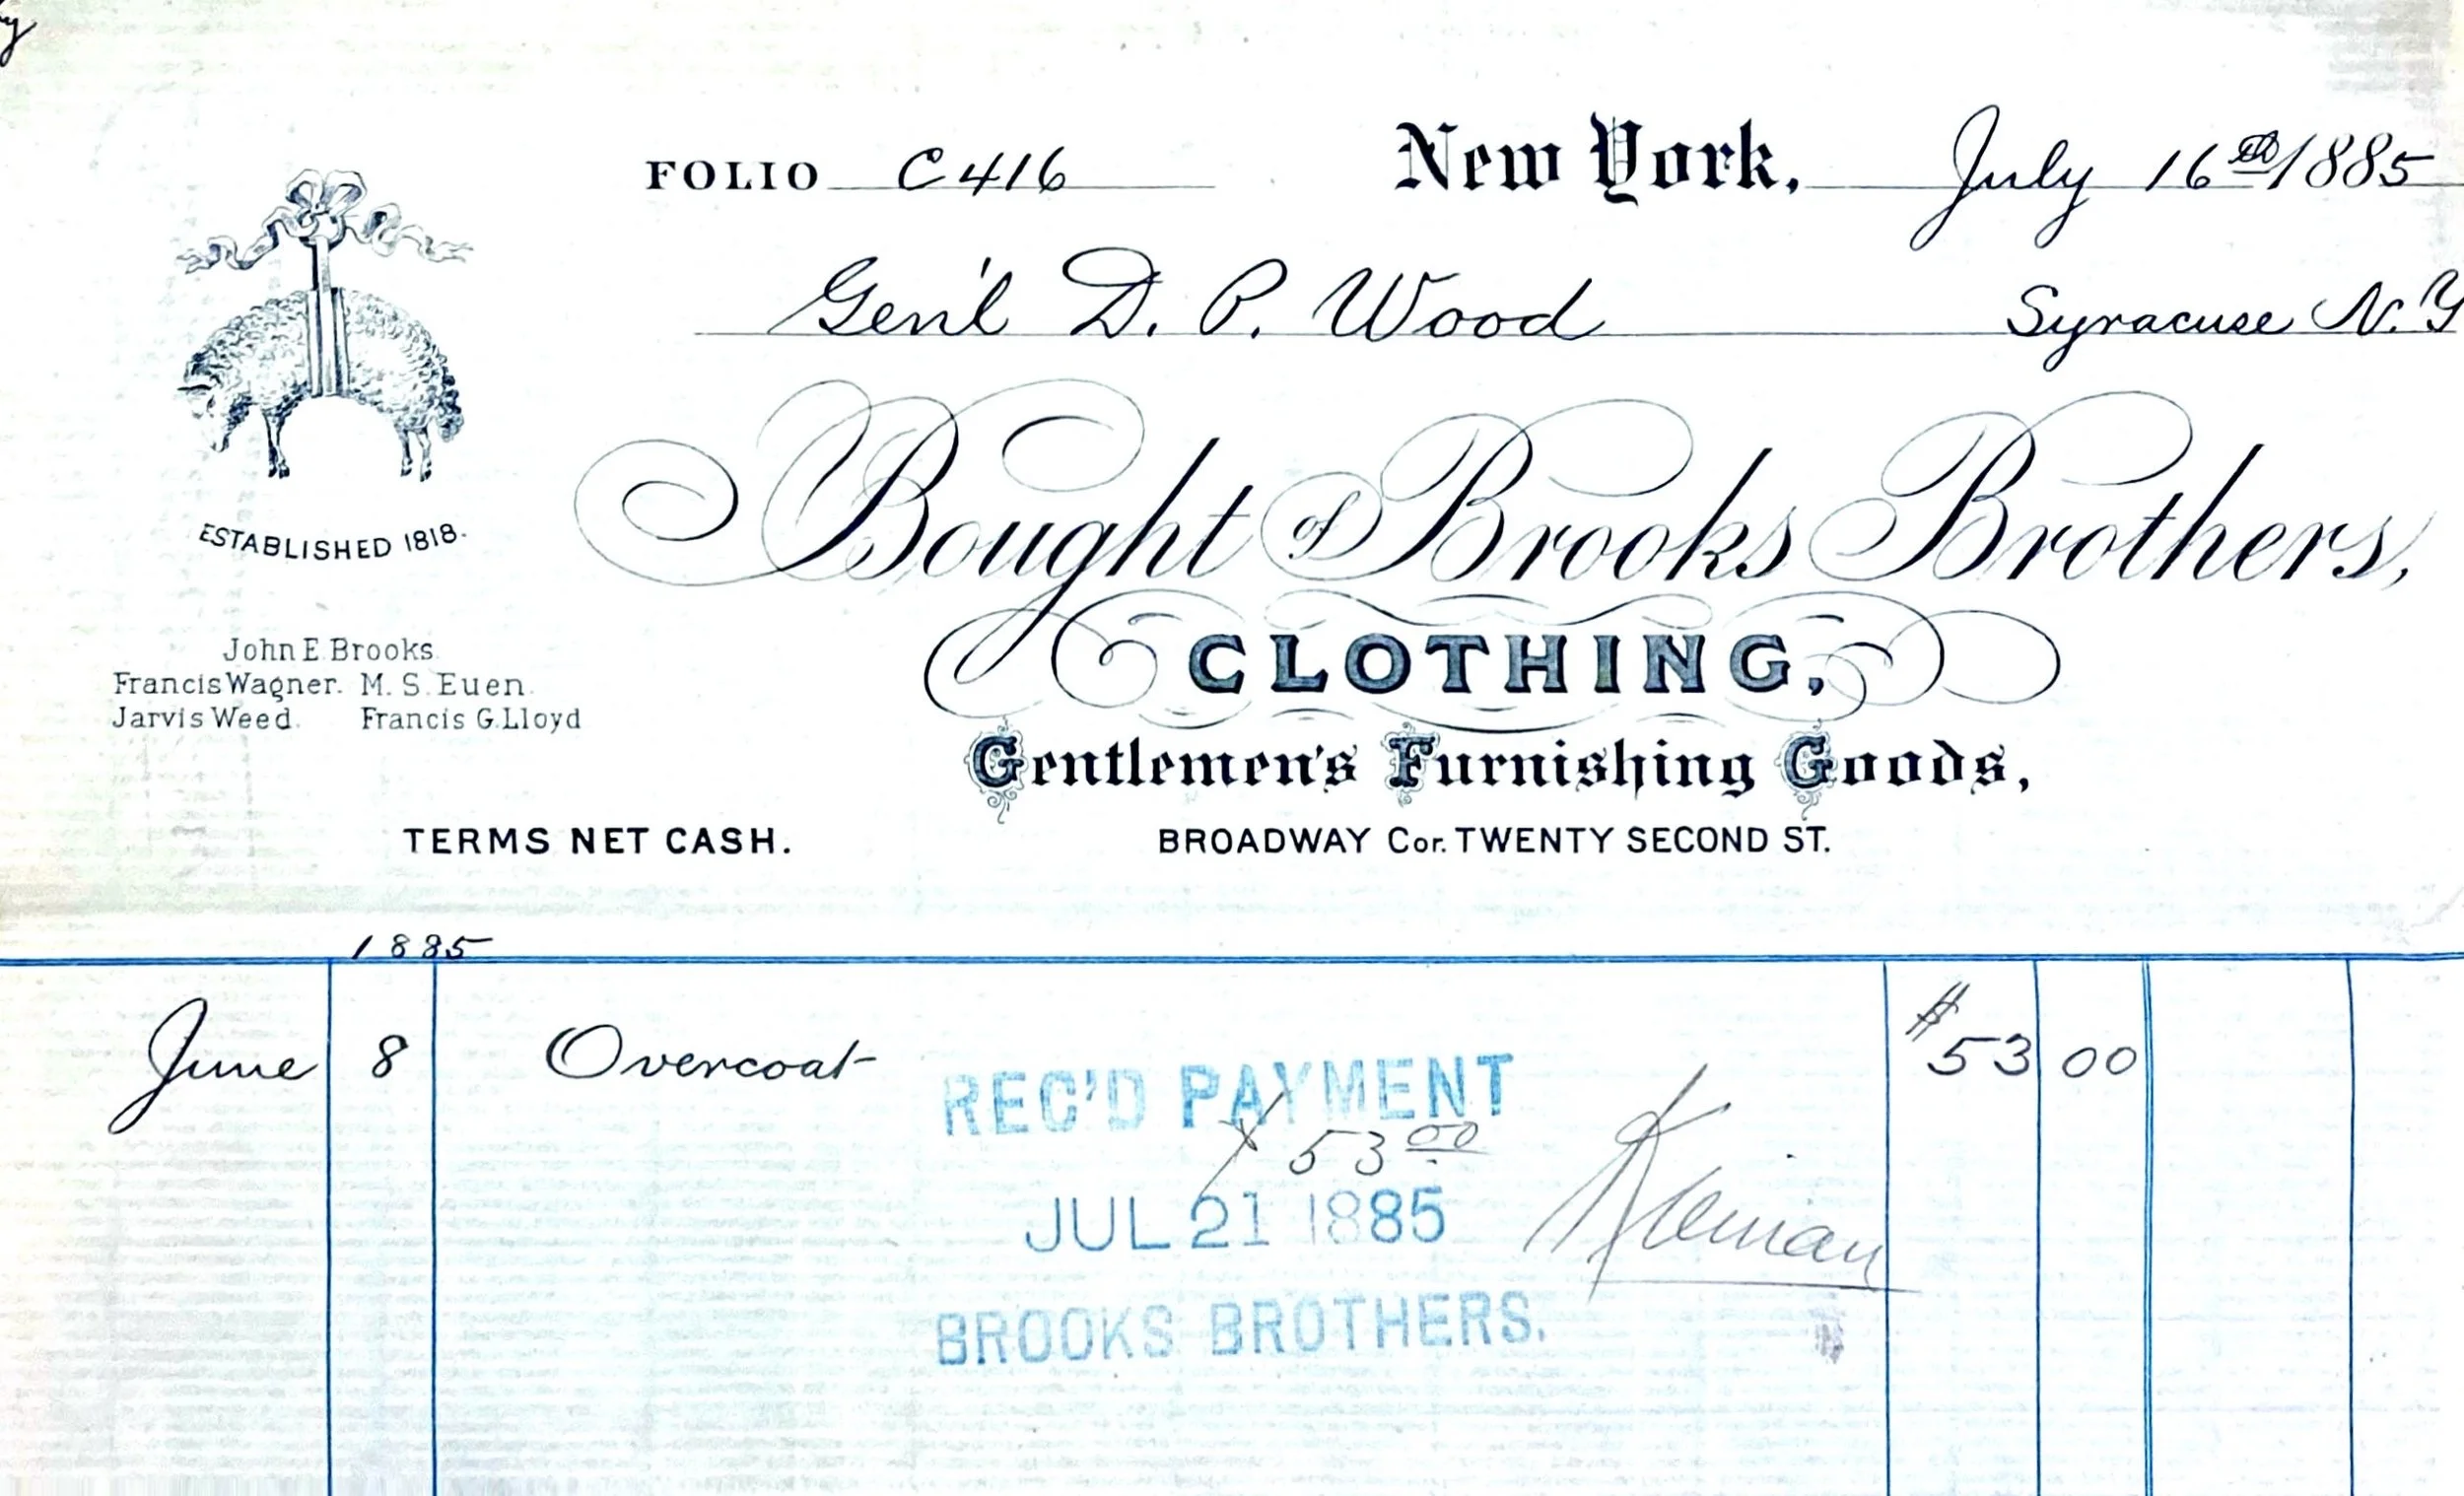 FOLIO C416 New York, July 16th 1885
Gen'l D. P. Wood Syracuse N.Y
Bought of Brooks Brothers,
ESTABLISHED 1818.
CLOTHING,
John E. Brooks.
Francis Wagner. M. S. Euen.
Jarvis Weed. Francis G. Lloyd
Gentlemen's Furnishing Goods,
TERMS NET CASH. BROADWAY Cor. TWENTY SECOND ST.
1885
June 8 Overcoat $53 00
REC'D PAYMENT
53 00
JUL 21 1885
BROOKS BROTHERS.